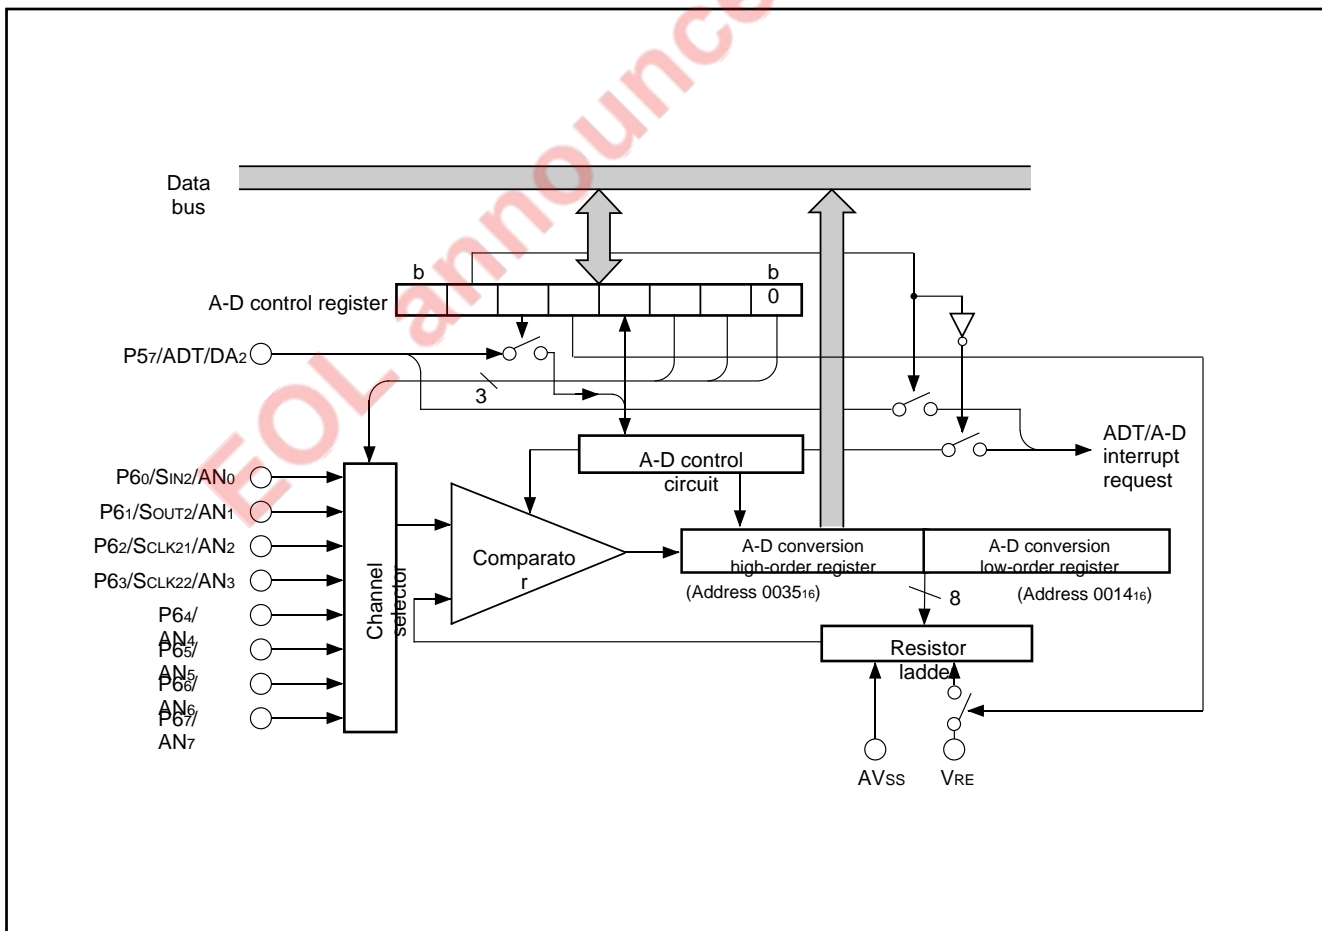 EOL announce
Data
bus
b
b
0
A-D control register
P57/ADT/DA2
3
A-D control
circuit
ADT/A-D
interrupt
request
P60/SIN2/AN0
P61/SOUT2/AN1
P62/SCLK21/AN2
P63/SCLK22/AN3
P64/
AN4
P65/
AN5
P66/
AN6
P67/
AN7
Channel
selector
Comparato
r
A-D conversion
high-order register
A-D conversion
low-order register
(Address 003516)
8
(Address 001416)
Resistor
ladder
AVSS
VRE